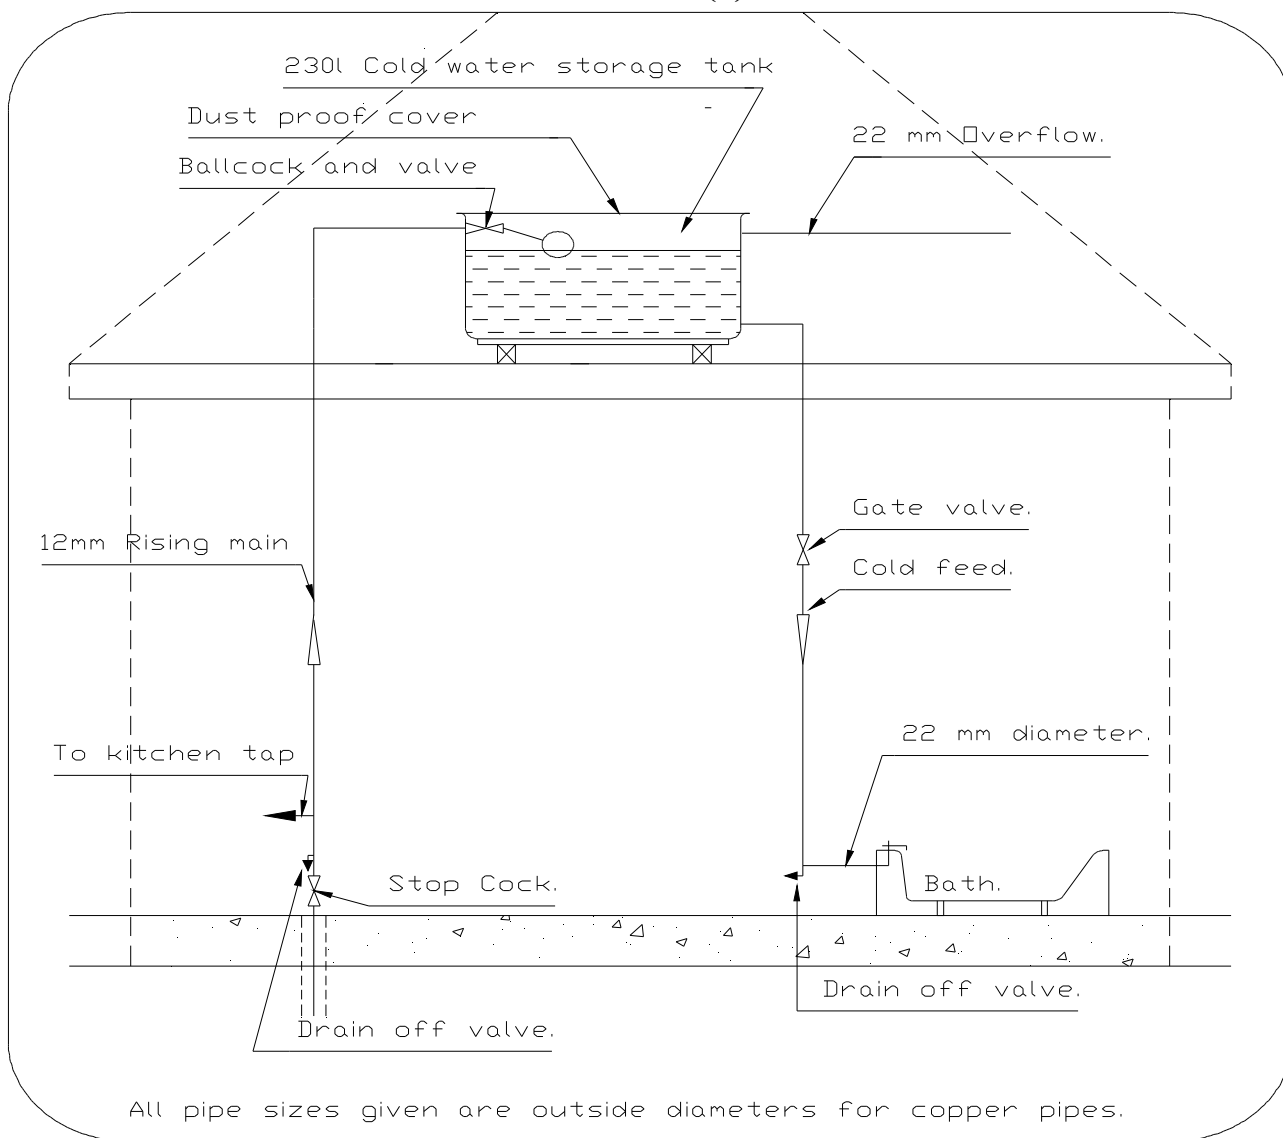 230l Cold water storage tank
Dust proof cover
22 mm Overflow.
Ballcock and valve
Gate valve.
12mm Rising main
Cold feed.
22 mm diameter.
To kitchen tap
Stop Cock.
Bath.
Drain off valve.
Drain off valve.
All pipe sizes given are outside diameters for copper pipes.